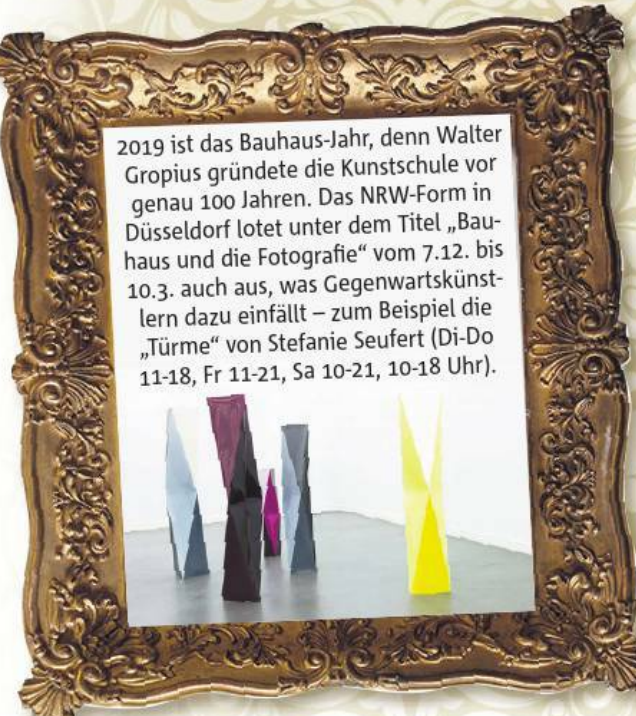 2019 ist das Bauhaus-Jahr, denn Walter
Gropius gründete die Kunstschule vor
genau 100 Jahren. Das NRW-Form in
Düsseldorf lotet unter dem Titel „Bau-
haus und die Fotografie“ vom 7.12. bis
10.3. auch aus, was Gegenwartskünst-
lern dazu einfällt – zum Beispiel die
„Türme“ von Stefanie Seufert (Di-Do
11-18, Fr 11-21, Sa 10-21, 10-18 Uhr).